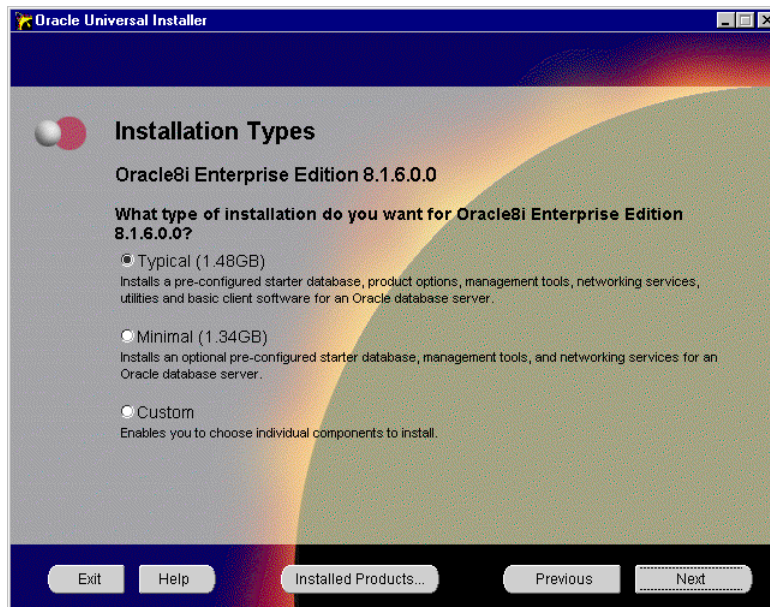 Oracle Universal Installer
Installation Types
Oracle8i Enterprise Edition 8.1.6.0.0
What type of installation do you want for Oracle8i Enterprise Edition
8.1.6.0.0?
Typical (1.48GB)
Installs a pre-configured starter database, product options, management tools, networking services,
utilities and basic client software for an Oracle database server.
Minimal (1.34GB)
Installs an optional pre-configured starter database, management tools, and networking services for an
Oracle database server.
Custom
Enables you to choose individual components to install.
Exit Help Installed Products... Previous Next